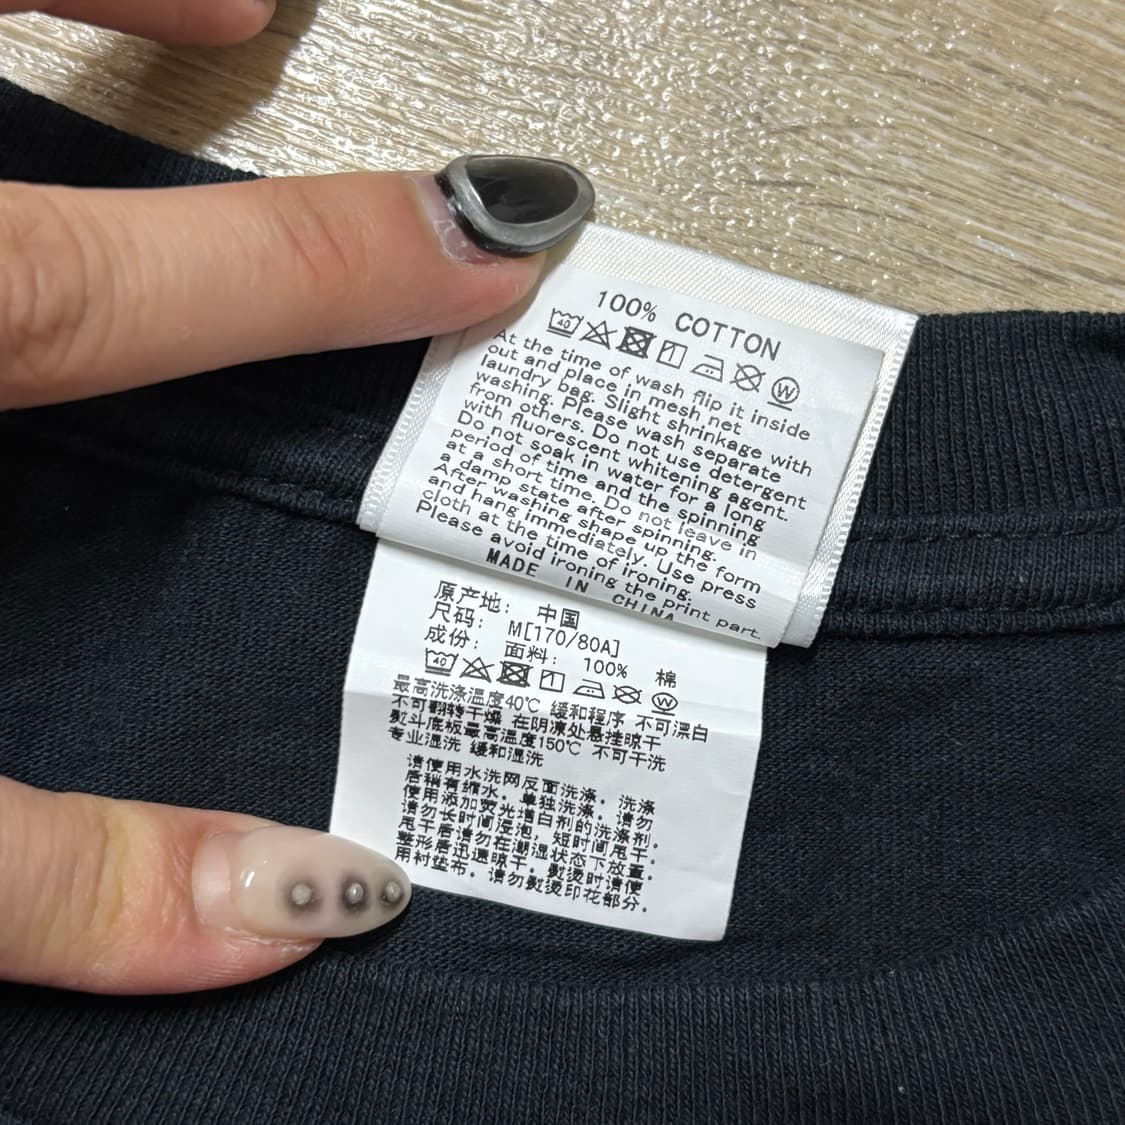 100% COTTON
40
W
At the time of wash flip it inside
out and place in mesh net
laundry bag. Slight shrinkage with
washing. Please wash separate
from others. Do not use detergent
with fluorescent whitening agent.
Do not soak in water for a long
period of time and the spinning
at a short time. Do not leave in
a damp state after spinning.
After washing shape up the form
and hang immediately. Use press
cloth at the time of ironing.
Please avoid ironing the print part.
MADE IN CHINA
原产地: 中国
尺码: M[170/80A]
成份: 面料: 100% 棉
40
W
最高洗涤温度40℃ 缓和程序 不可漂白
不可翻转干燥 在阴凉处悬挂晾干
熨斗底板最高温度150℃ 不可干洗
专业湿洗 缓和湿洗
请使用水洗网反面洗涤. 洗涤
后稍有缩水. 单独洗涤. 请勿
使用添加荧光增白剂的洗涤剂.
请勿长时间浸泡, 短时间甩干.
甩干后请勿在潮湿状态下放置.
整形后迅速晾干. 熨烫时请使
用衬垫布. 请勿熨烫印花部分.